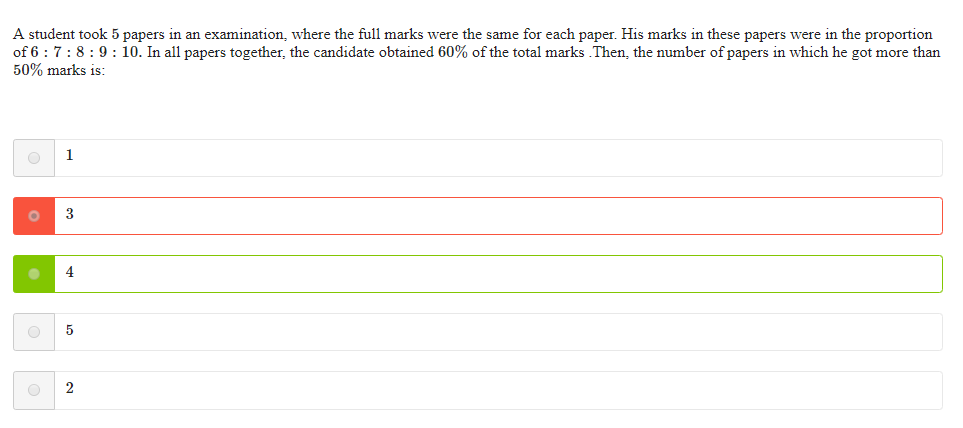 A student took 5 papers in an examination, where the full marks were the same for each paper. His marks in these papers were in the proportion
of 6 : 7 : 8 : 9 : 10. In all papers together, the candidate obtained 60% of the total marks .Then, the number of papers in which he got more than
50% marks is:
1
3
4
5
2